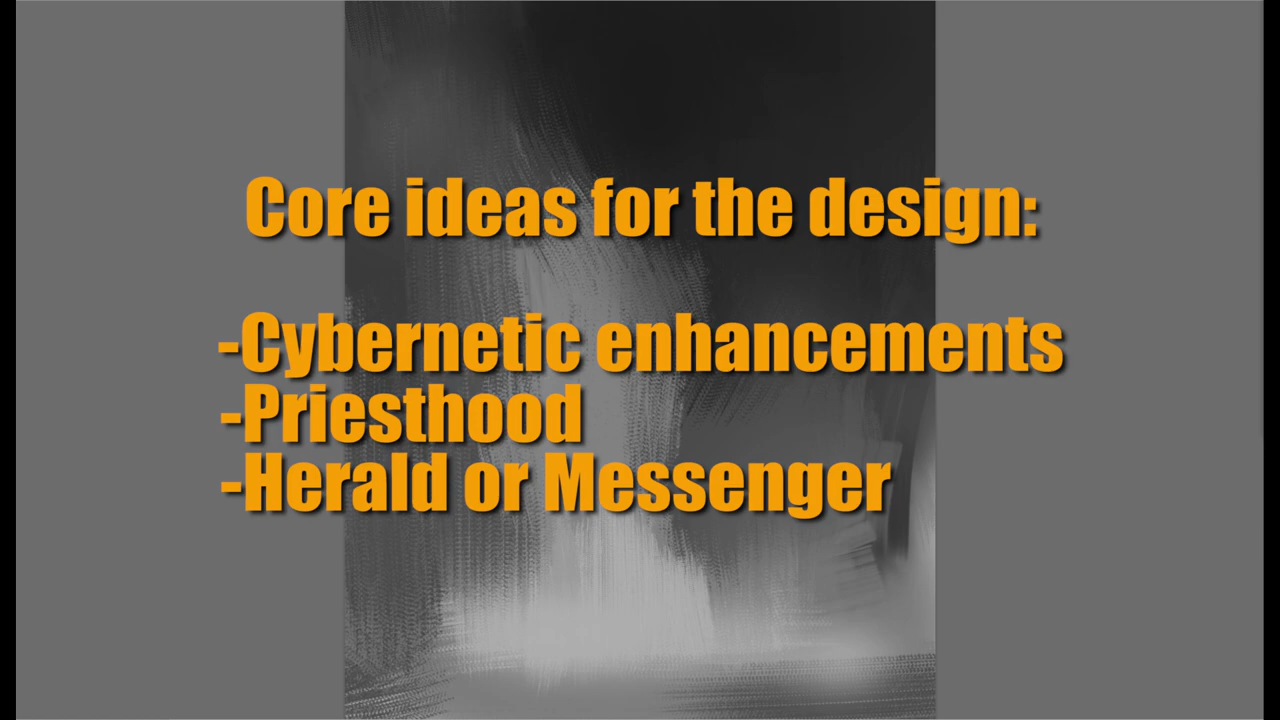 Core ideas for the design:
-Cybernetic enhancements
-Priesthood
-Herald or Messenger